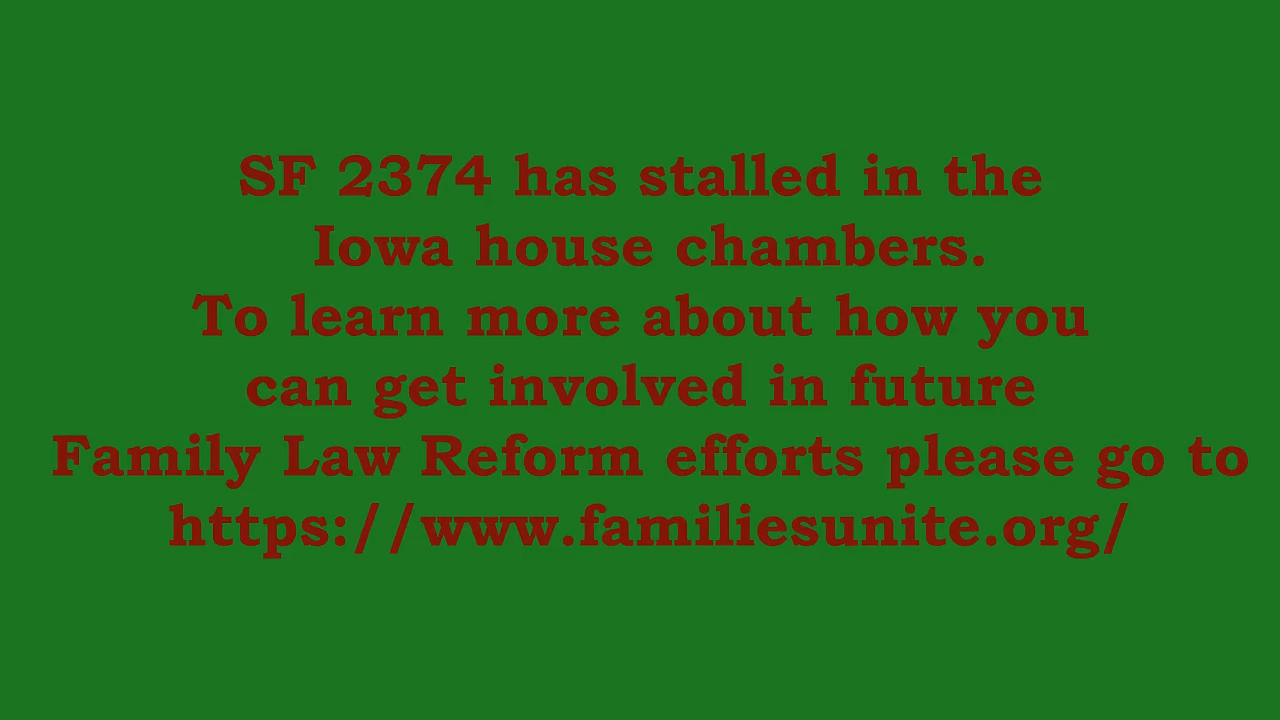 SF 2374 has stalled in the
Iowa house chambers.
To learn more about how you
can get involved in future
Family Law Reform efforts please go to
https://www.familiesunite.org/